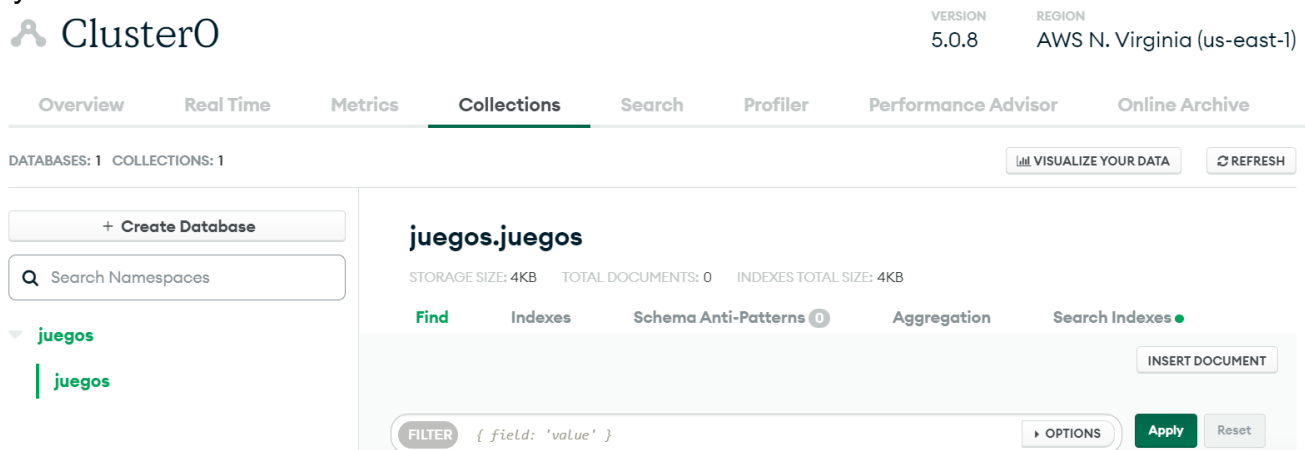 Cluster0
VERSION REGION
5.0.8 AWS N. Virginia (us-east-1)
Overview Real Time Metrics Collections Search Profiler Performance Advisor Online Archive
DATABASES: 1 COLLECTIONS: 1
VISUALIZE YOUR DATA REFRESH
+ Create Database
Search Namespaces
juegos
juegos
juegos.juegos
STORAGE SIZE: 4KB TOTAL DOCUMENTS: 0 INDEXES TOTAL SIZE: 4KB
Find Indexes Schema Anti-Patterns 0 Aggregation Search Indexes
INSERT DOCUMENT
FILTER { field: 'value' } OPTIONS Apply Reset